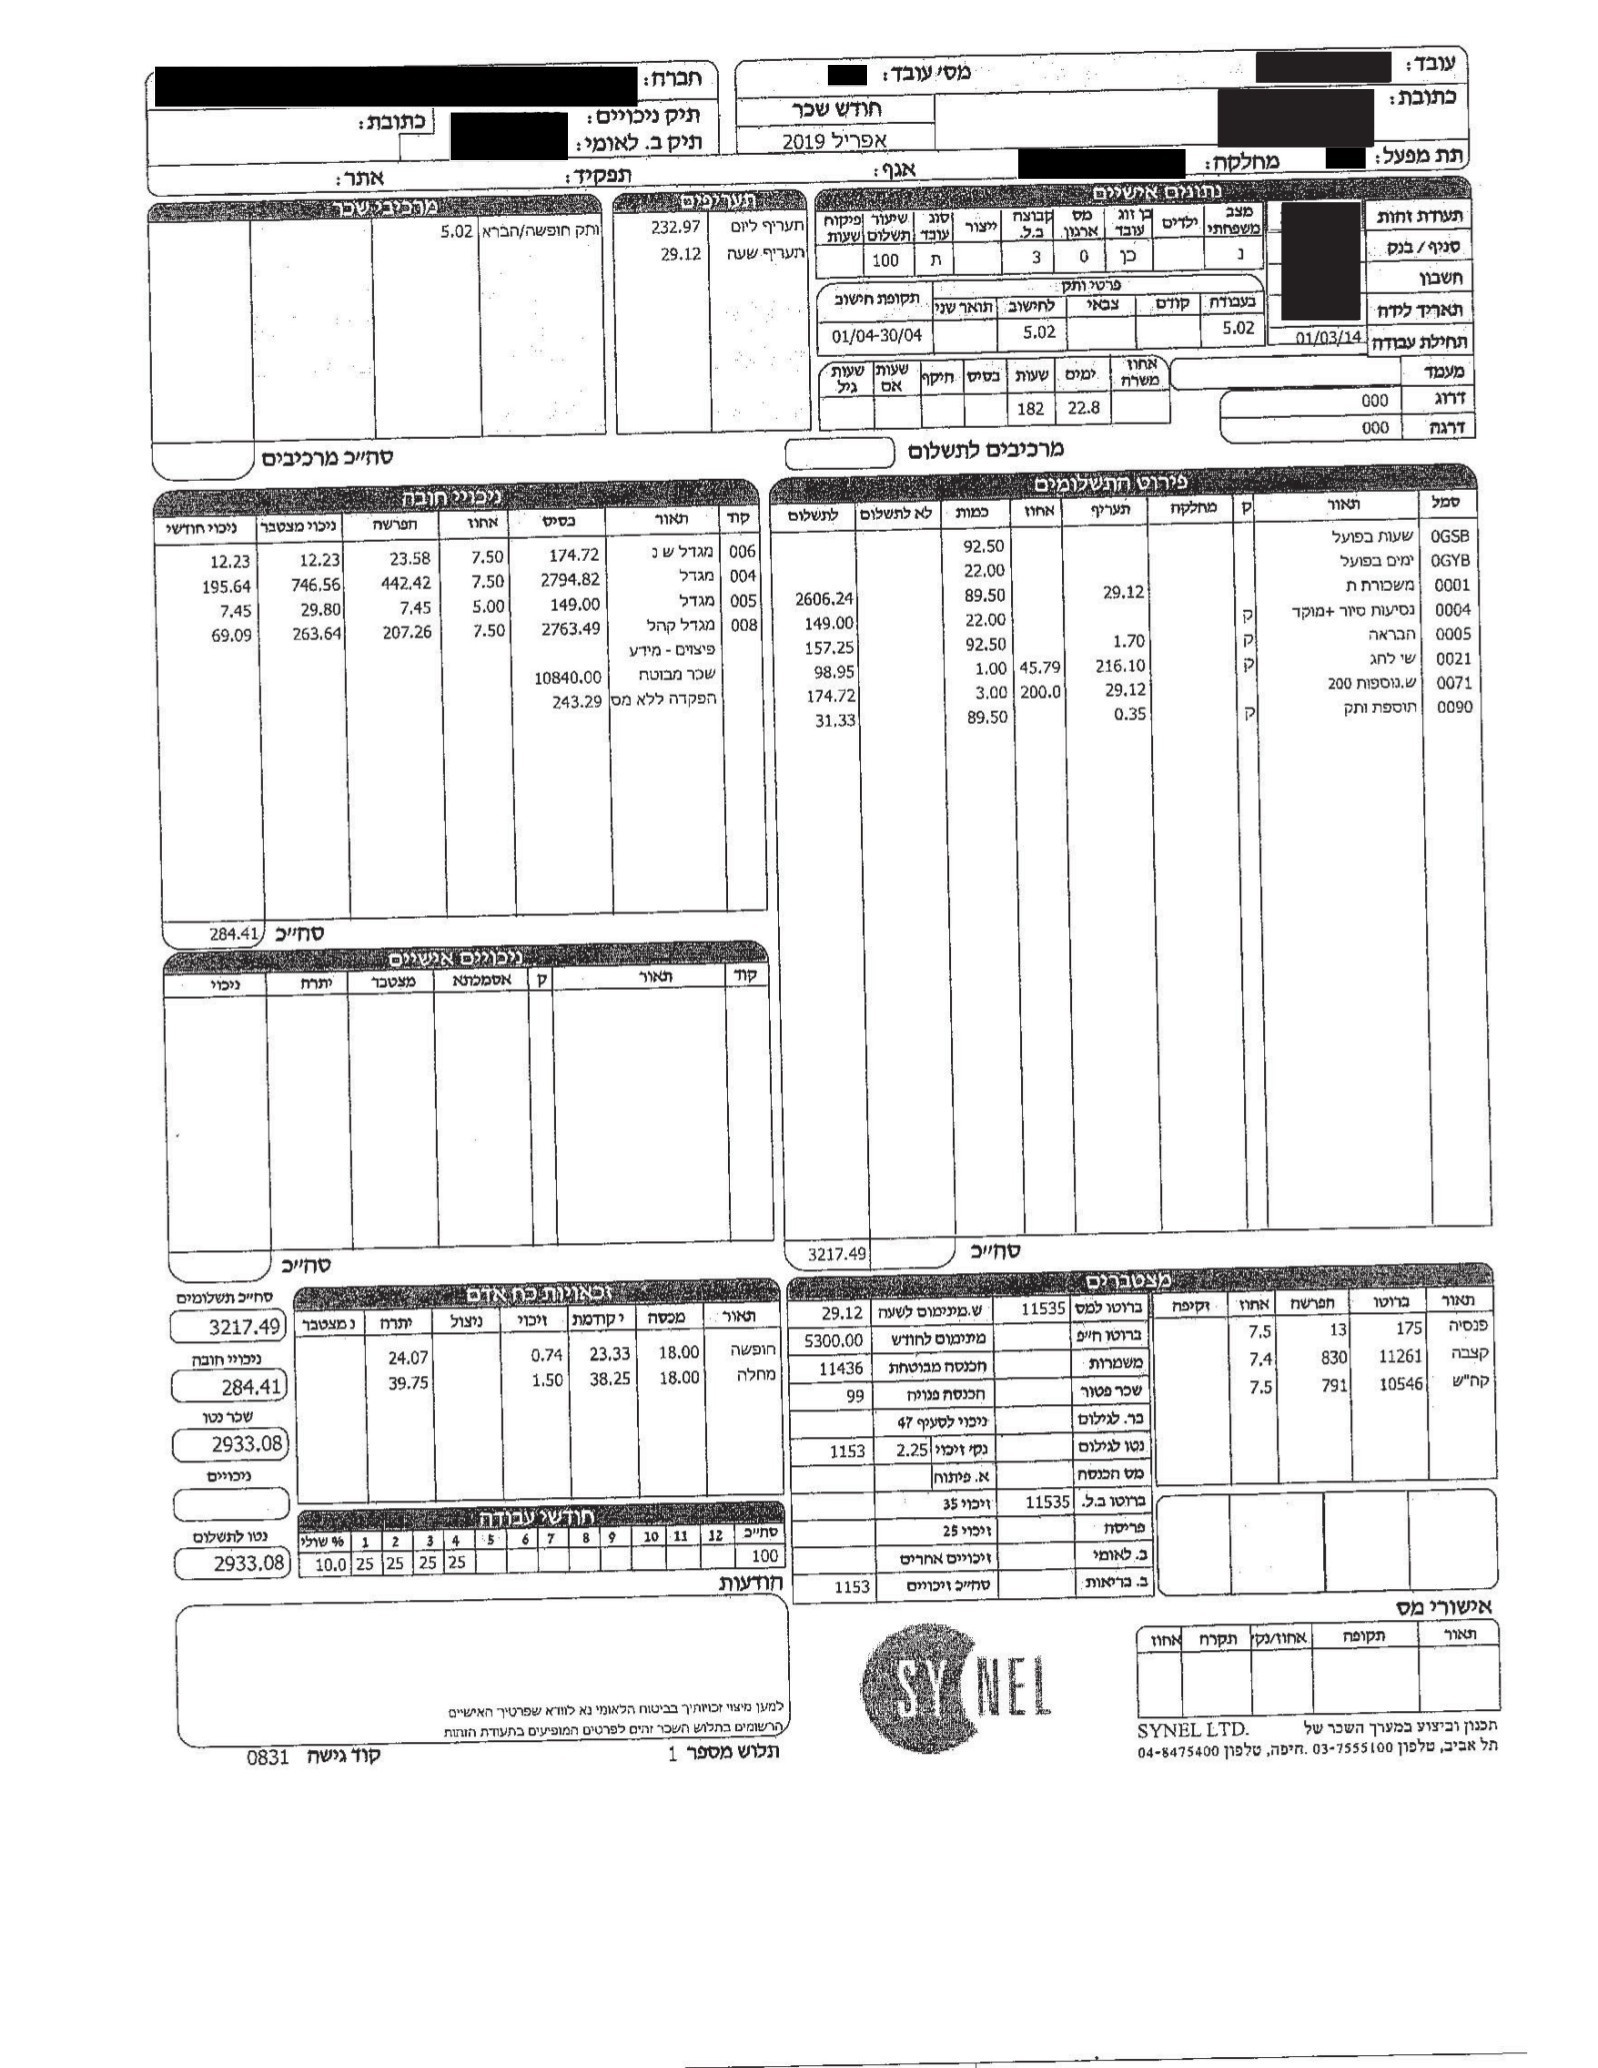 עובד:
מס׳ עובד:
חברה:
כתובת:
חודש שכר
אפריל 2019
תיק ניכויים:
כתובת:
תיק ב. לאומי:
תת מפעל:
מחלקה:
אגף:
תפקיד:
אתר:
נתונים אישיים
תעריפים
מרכיבי שכר
תעודת זהות
סניף / בנק
חשבון
תאריד לידה
תחילת עבודה 01/03/14
מצב משפחתי ילדים בן זוג עובד מס ארגון קבוצה ב.ל. ייצור סוג עובד שיעור תשלום פיקוח שעות
נ כן 0 3 ת 100
פרטי ותק
בעבודה קודם צבאי לחישוב תואר שני תקופת חישוב
5.02 5.02 01/04-30/04
אחוז משרה ימים שעות בסיס היקף שעות אם שעות גיל
22.8 182
מעמד
דרוג 000
דרגה 000
תעריף ליום 232.97
תעריף שעה 29.12
ותק חופשה/הברא 5.02
מרכיבים לתשלום
סה״כ מרכיבים
פירוט התשלומים
סמל תאור ק מחלקה תעריף אחוז כמות לא לתשלום לתשלום
0GSB שעות בפועל 92.50
0GYB ימים בפועל 22.00
0001 משכורת ת 29.12 89.50 2606.24
0004 נסיעות סיור +מוקד ק 22.00 149.00
0005 הבראה ק 1.70 92.50 157.25
0021 שי לחג ק 216.10 45.79 1.00 98.95
0071 ש.נוספות 200 29.12 200.0 3.00 174.72
0090 תוספת ותק ק 0.35 89.50 31.33
סה״כ 3217.49
ניכויי חובה
קוד תאור בסיס אחוז הפרשה ניכוי מצטבר ניכוי חודשי
006 מגדל ש נ 174.72 7.50 23.58 12.23 12.23
004 מגדל 2794.82 7.50 442.42 746.56 195.64
005 מגדל 149.00 5.00 7.45 29.80 7.45
008 מגדל קהל 2763.49 7.50 207.26 263.64 69.09
פיצוים - מידע
שכר מבוטח 10840.00
הפקדה ללא מס 243.29
סה״כ 284.41
ניכויים אישיים
קוד תאור ק אסמכתא מצטבר יתרה ניכוי
סה״כ
מצטברים
תאור ברוטו הפרשה אחוז זקיפה
פנסיה 175 13 7.5
קצבה 11261 830 7.4
קה"ש 10546 791 7.5
ברוטו למס 11535 ש.מינימום לשעה 29.12
ברוטו ח״פ מינימום לחודש 5300.00
משמרות הכנסה מבוטחת 11436
שכר פטור הכנסה פנויה 99
בר. לגילום ניכוי לסעיף 47
נטו לגילום נק׳ זיכוי 2.25 1153
מס הכנסה א. פיתוח
ברוטו ב.ל. 11535 זיכוי 35
פריסה זיכוי 25
ב. לאומי זיכויים אחרים
ב. בריאות סה״כ זיכויים 1153
זכאויות כח אדם
תאור מכסה י קודמת זיכוי ניצול יתרה נ מצטבר
חופשה 18.00 23.33 0.74 24.07
מחלה 18.00 38.25 1.50 39.75
חודשי עבודה
סה״כ 12 11 10 9 8 7 6 5 4 3 2 1 % שולי
100 25 25 25 25 10.0
סה״כ תשלומים
3217.49
ניכויי חובה
284.41
שכר נטו
2933.08
ניכויים
נטו לתשלום
2933.08
הודעות
למען מיצוי זכויותיך בביטוח הלאומי נא לוודא שפרטיך האישיים
הרשומים בתלוש השכר זהים לפרטים המופיעים בתעודת הזהות
תלוש מספר 1
קוד גישה 0831
SYNEL
אישורי מס
תאור תקופה אחוז/נק׳ תקרה אחוז
תכנון וביצוע במערך השכר של SYNEL LTD.
תל אביב, טלפון 03-7555100 .חיפה, טלפון 04-8475400